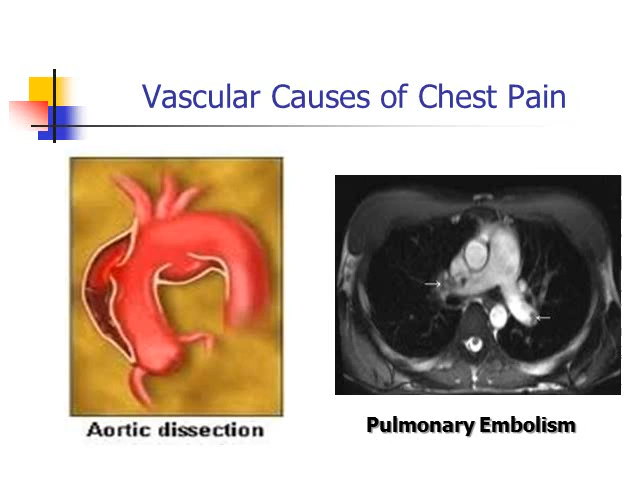 Vascular Causes of Chest Pain
Aortic dissection
Pulmonary Embolism